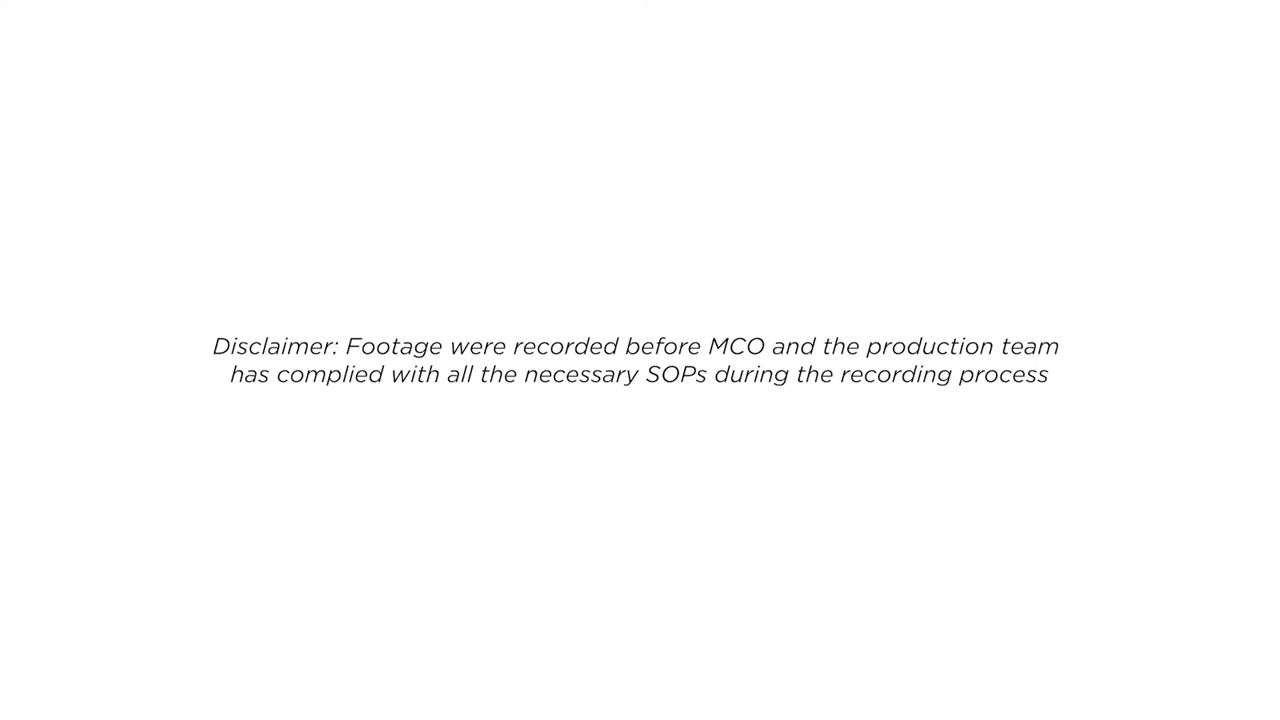 Disclaimer: Footage were recorded before MCO and the production team
has complied with all the necessary SOPs during the recording process